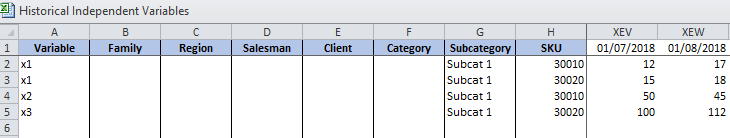 Historical Independent Variables
A B C D E F G H XEV XEW
1 Variable Family Region Salesman Client Category Subcategory SKU 01/07/2018 01/08/2018
2 x1 Subcat 1 30010 12 17
3 x1 Subcat 1 30020 15 18
4 x2 Subcat 1 30010 50 45
5 x3 Subcat 1 30020 100 112
6